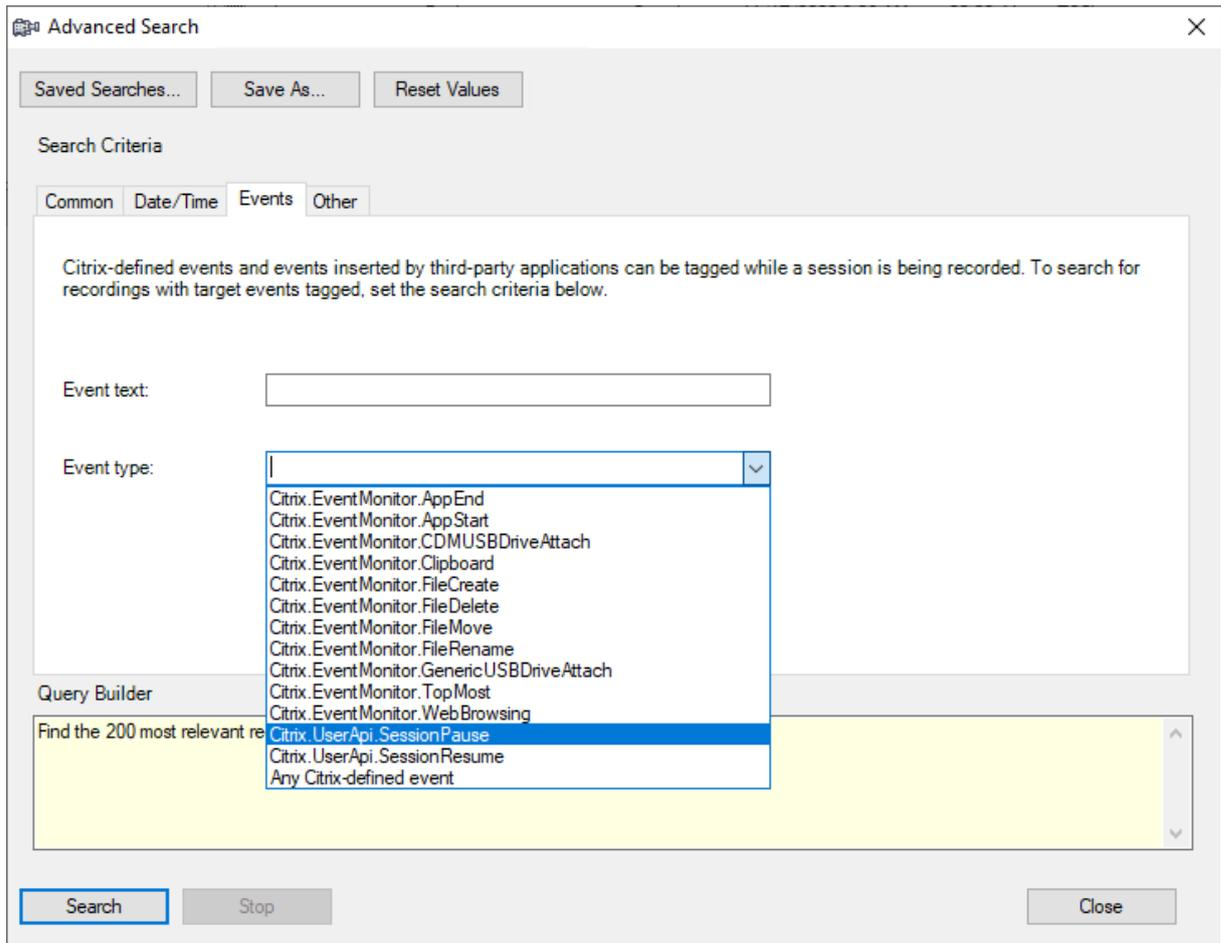 Advanced Search
Saved Searches... Save As... Reset Values
Search Criteria
Common Date/Time Events Other
Citrix-defined events and events inserted by third-party applications can be tagged while a session is being recorded. To search for
recordings with target events tagged, set the search criteria below.
Event text:
Event type:
Citrix.EventMonitor.AppEnd
Citrix.EventMonitor.AppStart
Citrix.EventMonitor.CDMUSBDriveAttach
Citrix.EventMonitor.Clipboard
Citrix.EventMonitor.FileCreate
Citrix.EventMonitor.FileDelete
Citrix.EventMonitor.FileMove
Citrix.EventMonitor.FileRename
Citrix.EventMonitor.GenericUSBDriveAttach
Citrix.EventMonitor.TopMost
Citrix.EventMonitor.WebBrowsing
Citrix.UserApi.SessionPause
Citrix.UserApi.SessionResume
Any Citrix-defined event
Query Builder
Find the 200 most relevant re
Search Stop Close